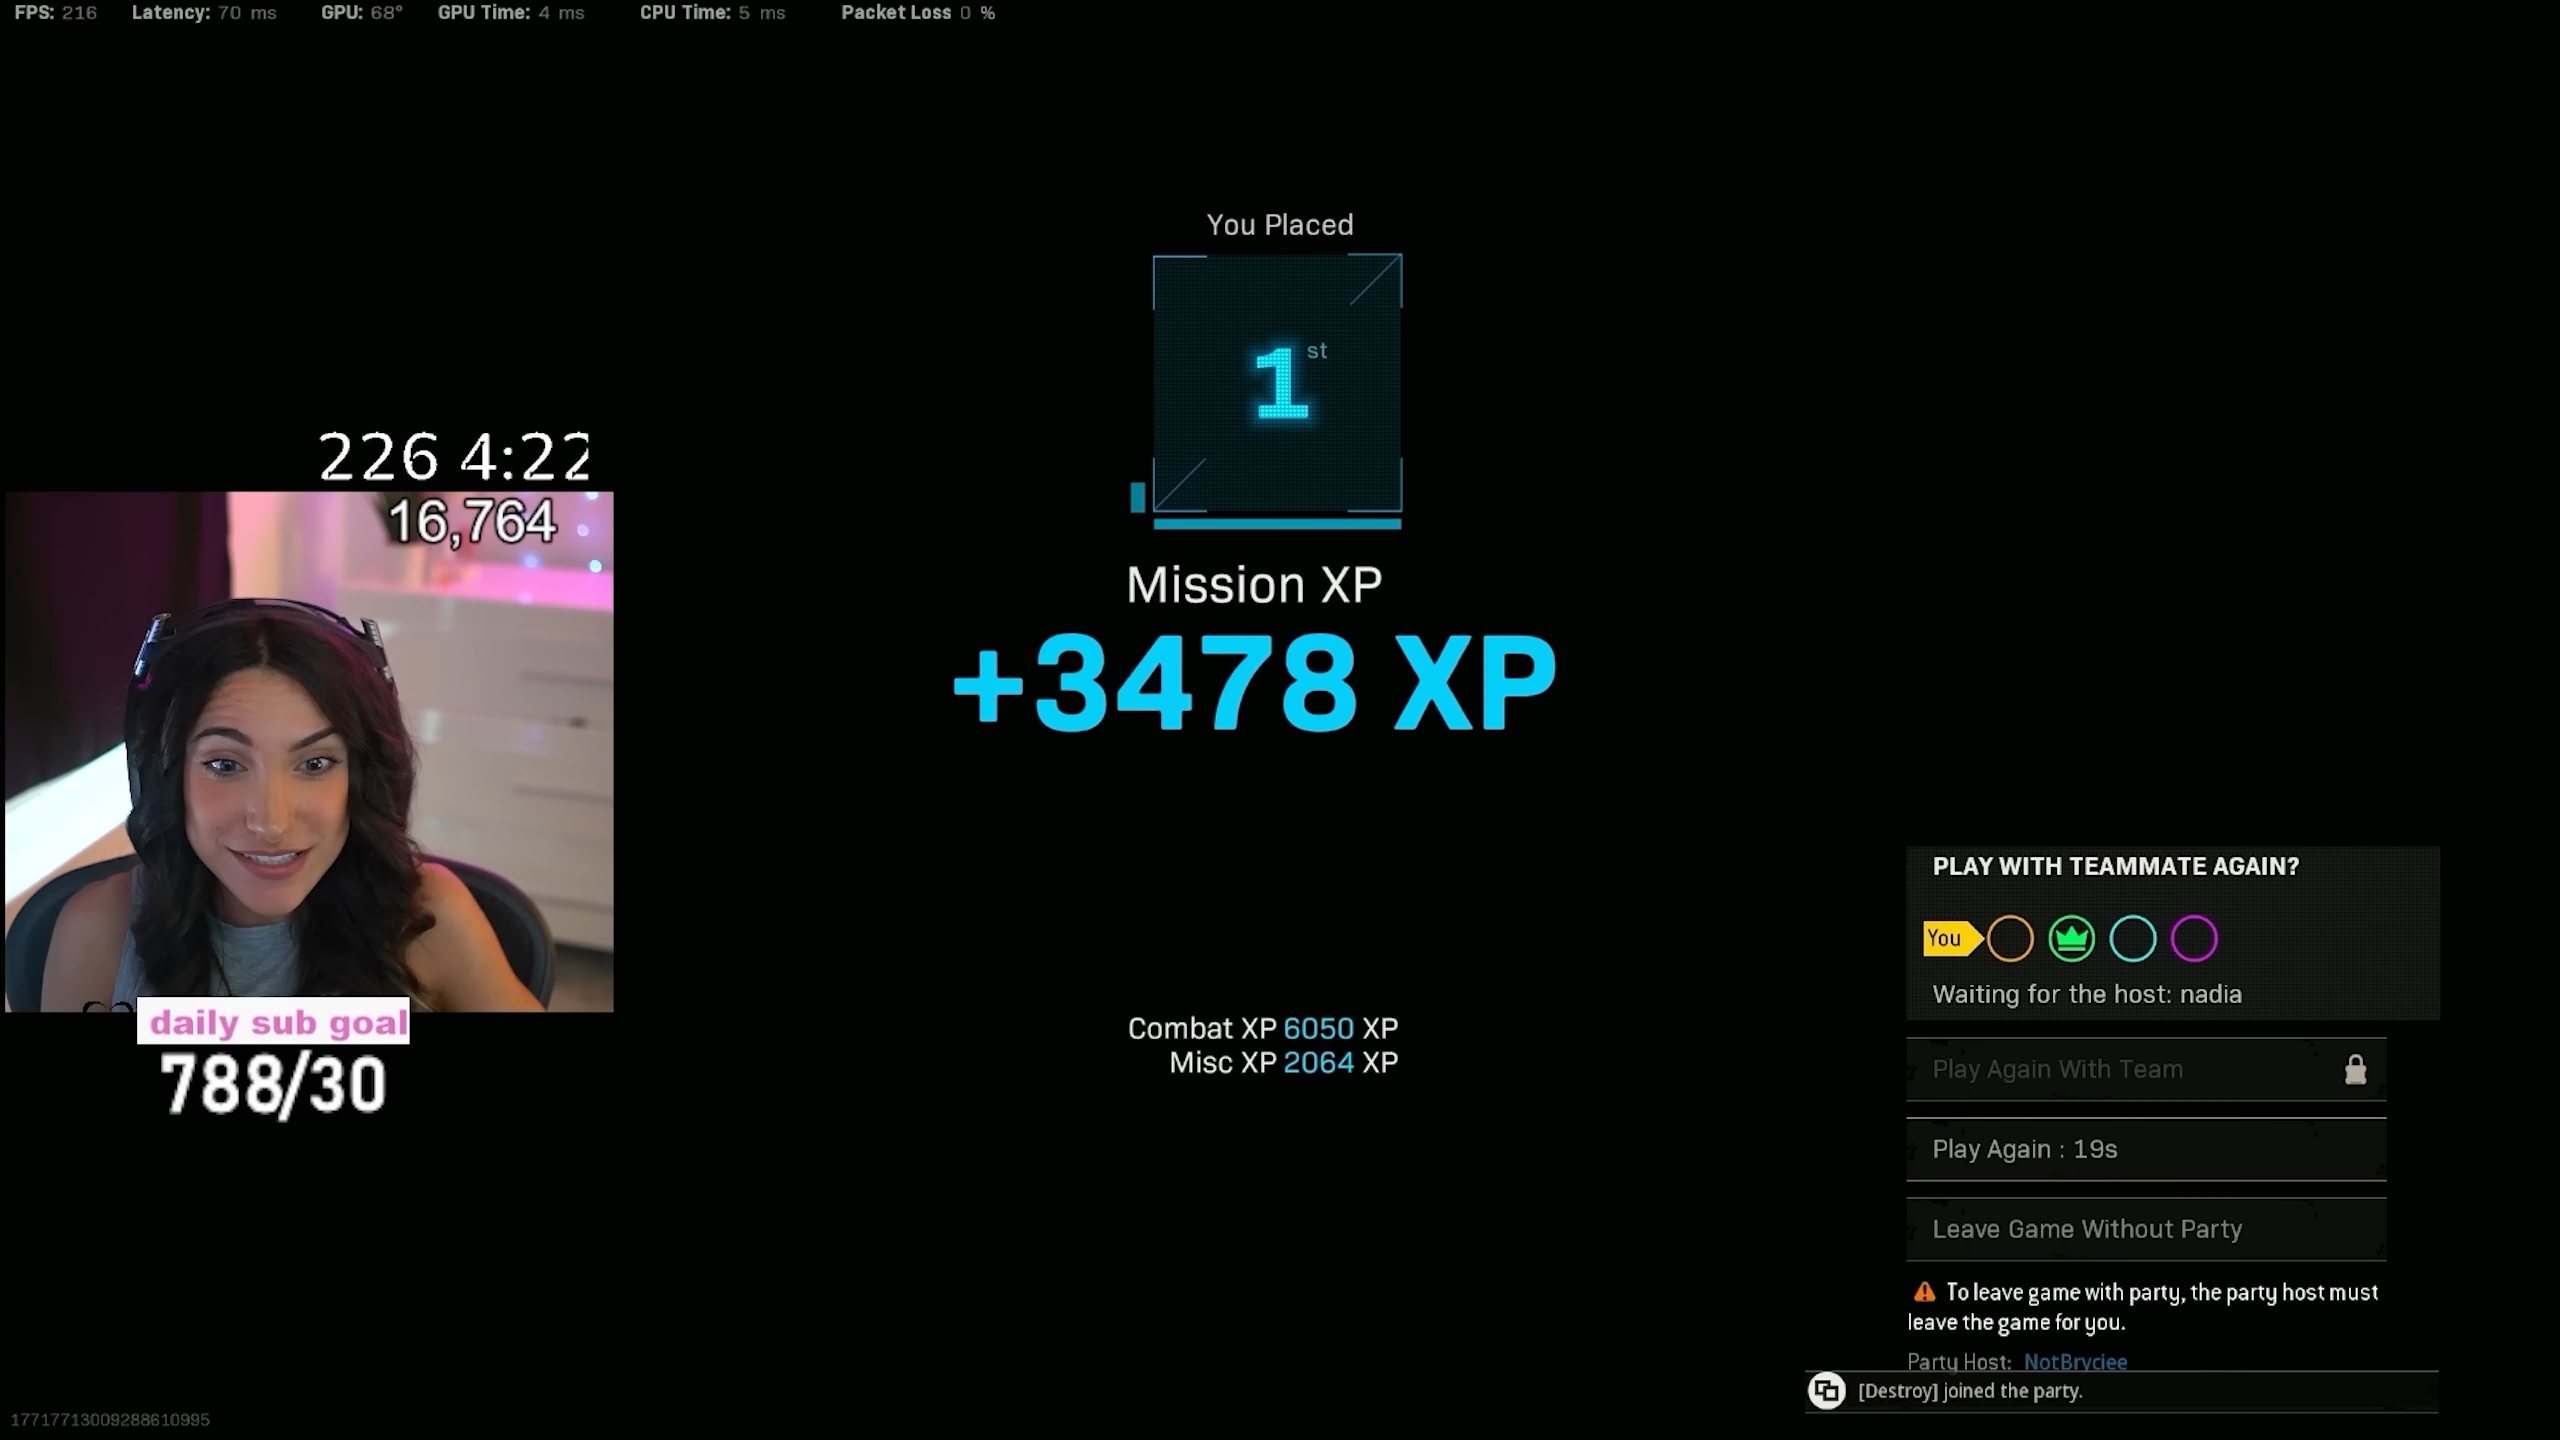 FPS: 216 Latency: 70 ms GPU: 68° GPU Time: 4 ms CPU Time: 5 ms Packet Loss 0 %
You Placed
1st
226 4:22
16,764
Mission XP
+3478 XP
daily sub goal
788/30
Combat XP 6050 XP
Misc XP 2064 XP
PLAY WITH TEAMMATE AGAIN?
You
Waiting for the host: nadia
Play Again With Team
Play Again : 19s
Leave Game Without Party
To leave game with party, the party host must
leave the game for you.
Party Host: NotBryciee
[Destroy] joined the party.
17717713009288610995